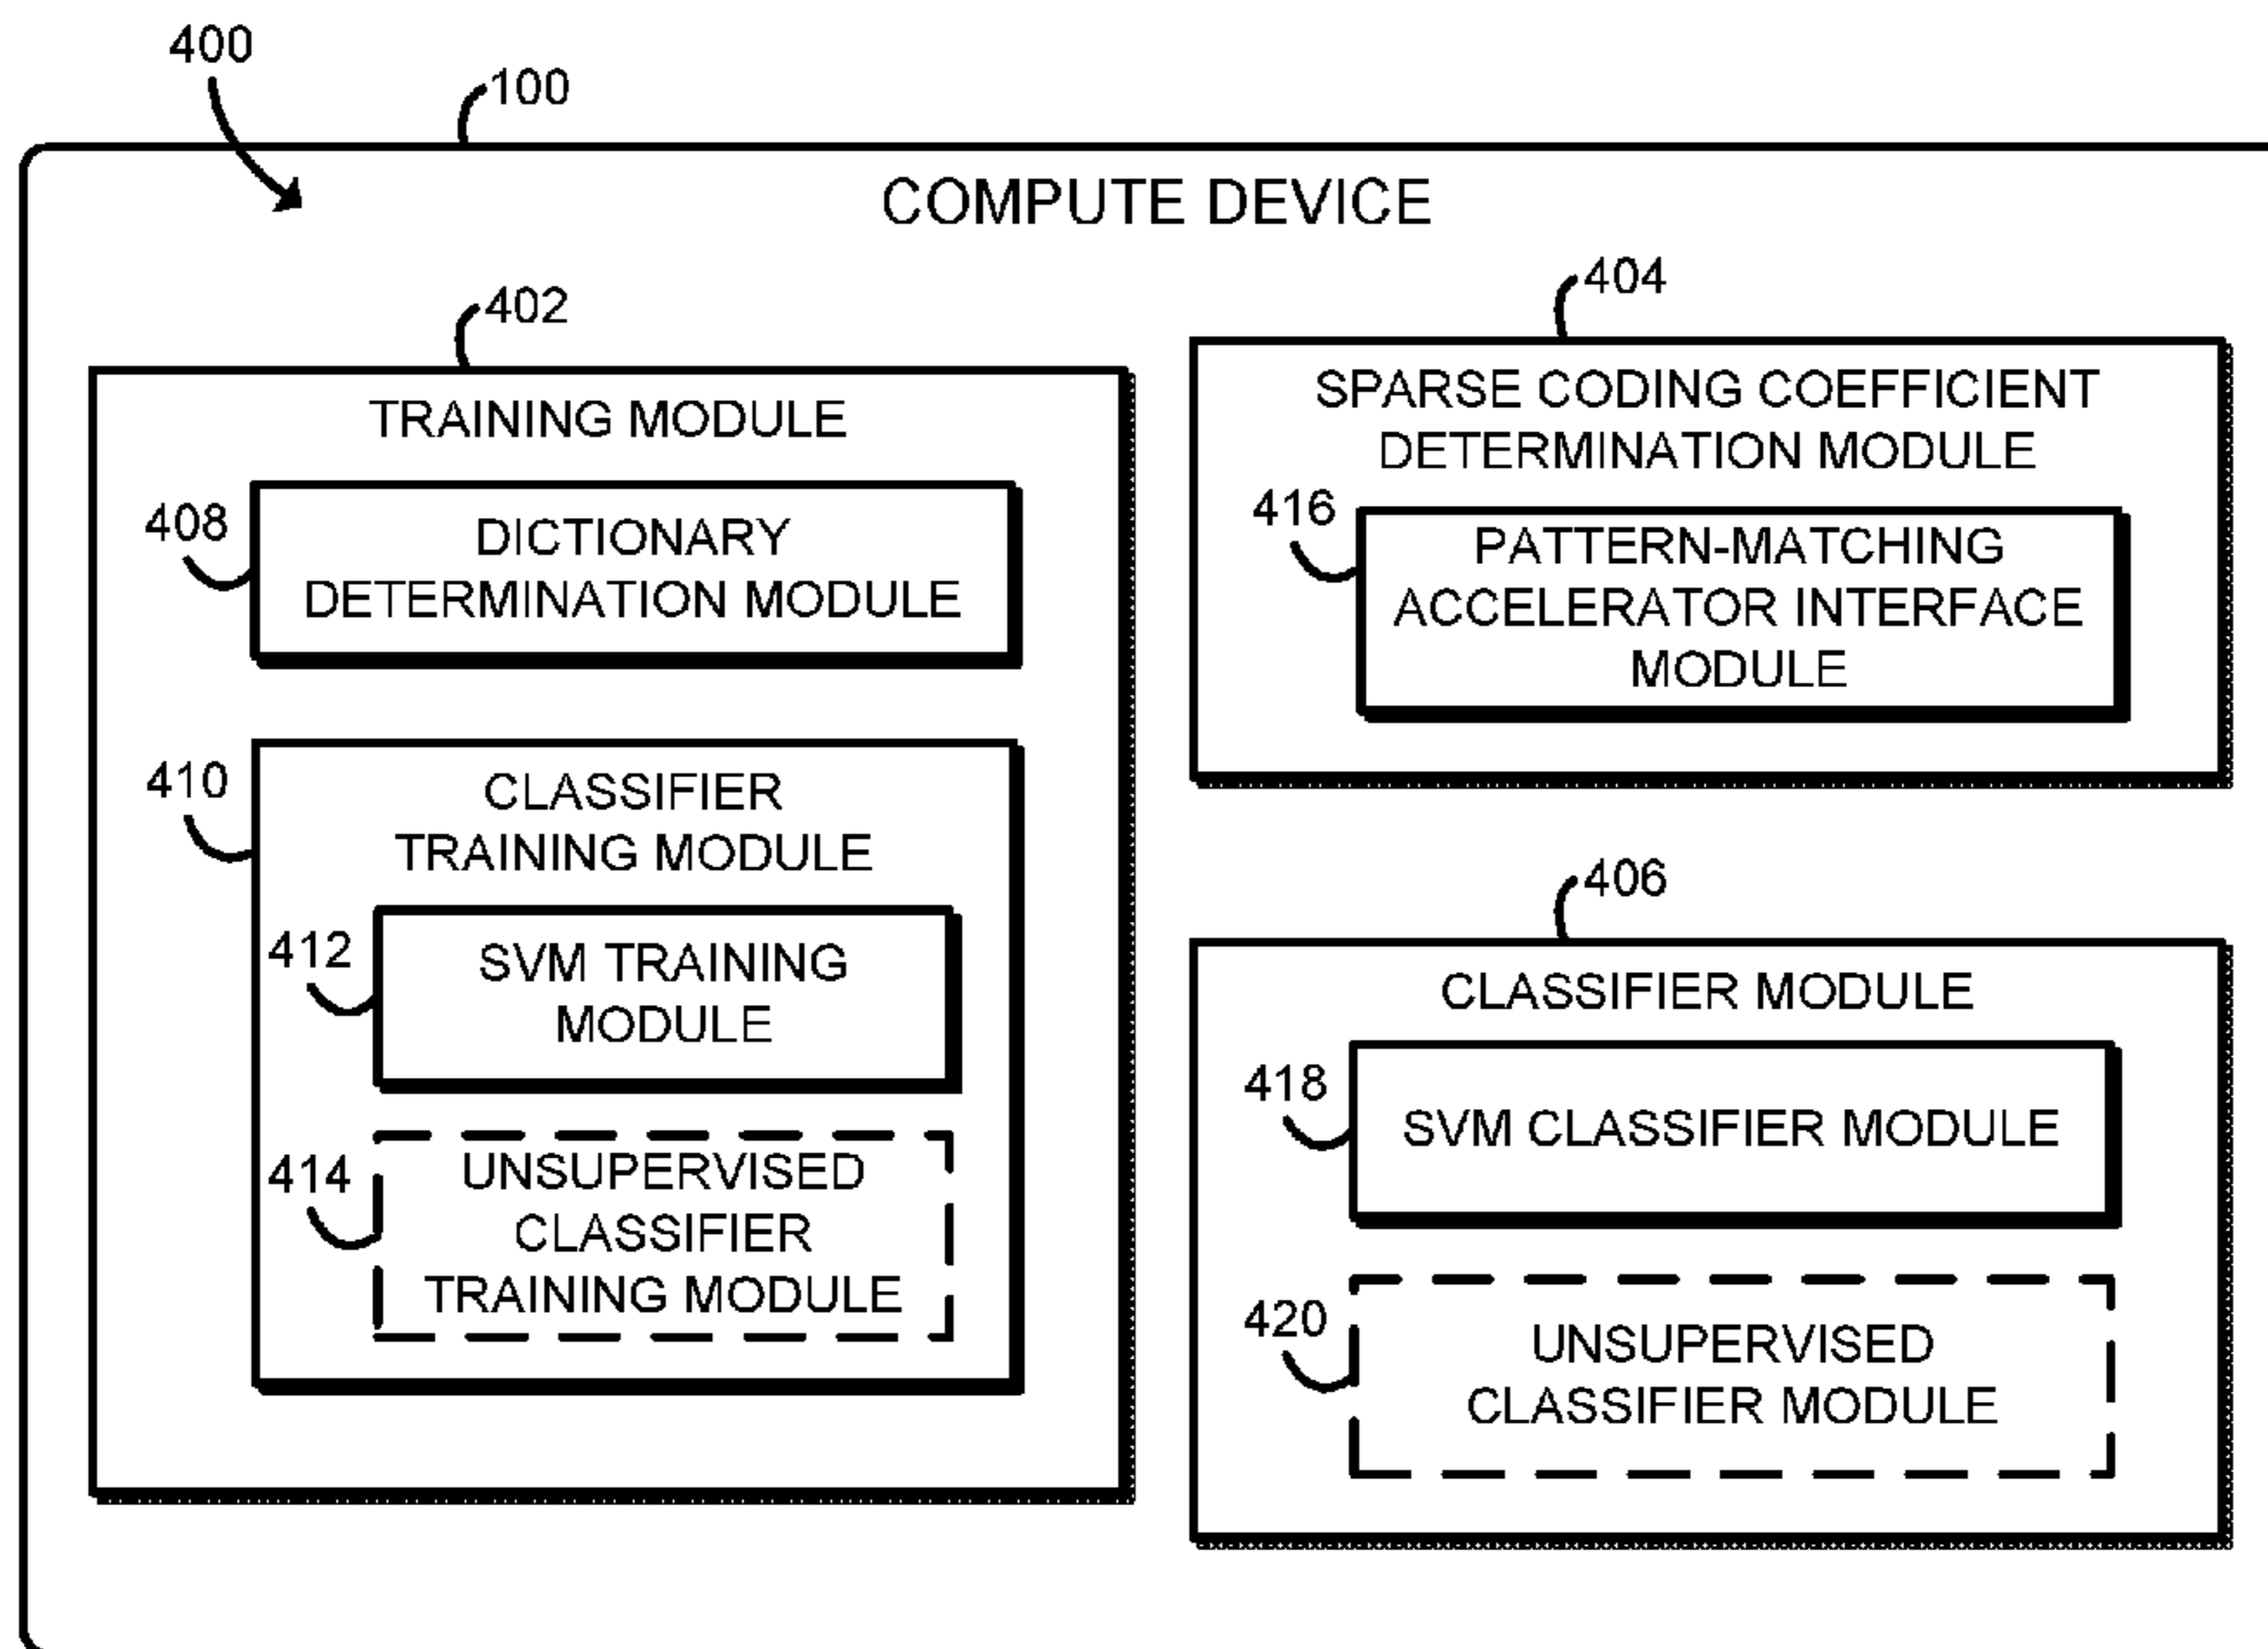 400
100
COMPUTE DEVICE
402
TRAINING MODULE
408
DICTIONARY
DETERMINATION MODULE
410
CLASSIFIER
TRAINING MODULE
412
SVM TRAINING
MODULE
414
UNSUPERVISED
CLASSIFIER
TRAINING MODULE
404
SPARSE CODING COEFFICIENT
DETERMINATION MODULE
416
PATTERN-MATCHING
ACCELERATOR INTERFACE
MODULE
406
CLASSIFIER MODULE
418
SVM CLASSIFIER MODULE
420
UNSUPERVISED
CLASSIFIER MODULE